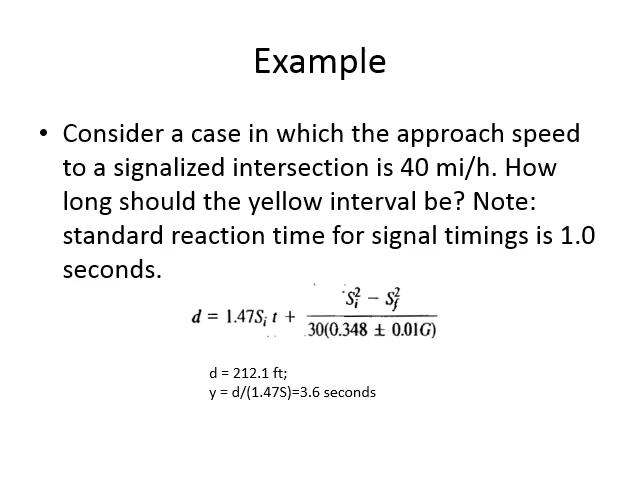 Example
• Consider a case in which the approach speed
to a signalized intersection is 40 mi/h. How
long should the yellow interval be? Note:
standard reaction time for signal timings is 1.0
seconds.
d = 1.47Sᵢ t + (Sᵢ² − S_f²) / 30(0.348 ± 0.01G)
d = 212.1 ft;
y = d/(1.47S)=3.6 seconds